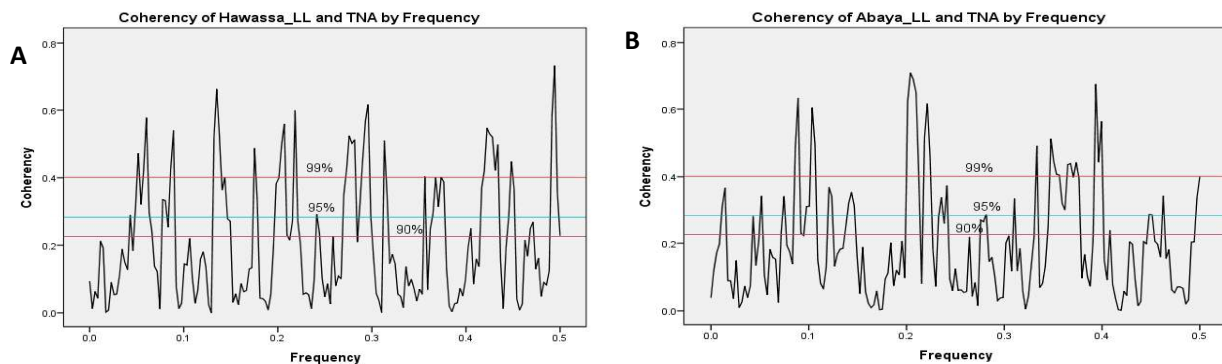 A
Coherency of Hawassa_LL and TNA by Frequency
0.8
0.6
0.4
0.2
0.0
Coherency
99%
95%
90%
0.0 0.1 0.2 0.3 0.4 0.5
Frequency
B
Coherency of Abaya_LL and TNA by Frequency
0.8
0.6
0.4
0.2
0.0
Coherency
99%
95%
90%
0.0 0.1 0.2 0.3 0.4 0.5
Frequency